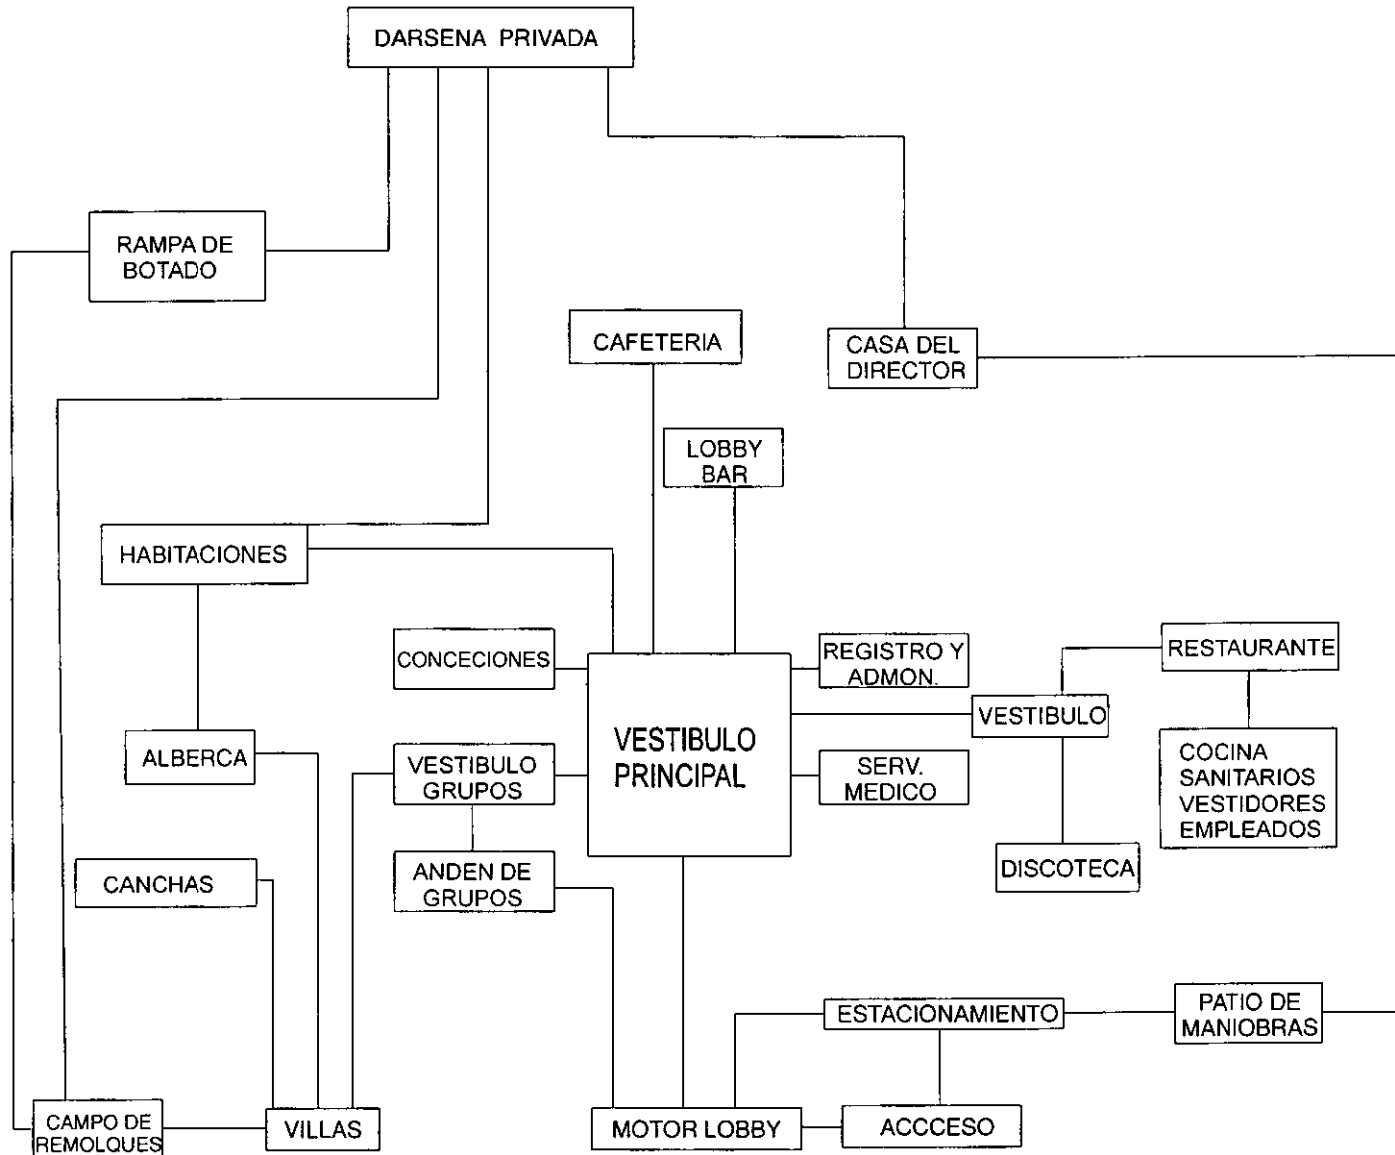 DARSENA PRIVADA
RAMPA DE
BOTADO
CAFETERIA
CASA DEL
DIRECTOR
LOBBY
BAR
HABITACIONES
CONCECIONES
REGISTRO Y
ADMON.
RESTAURANTE
VESTIBULO
VESTIBULO
PRINCIPAL
ALBERCA
VESTIBULO
GRUPOS
SERV.
MEDICO
COCINA
SANITARIOS
VESTIDORES
EMPLEADOS
CANCHAS
ANDEN DE
GRUPOS
DISCOTECA
ESTACIONAMIENTO
PATIO DE
MANIOBRAS
CAMPO DE
REMOLQUES
VILLAS
MOTOR LOBBY
ACCCESO